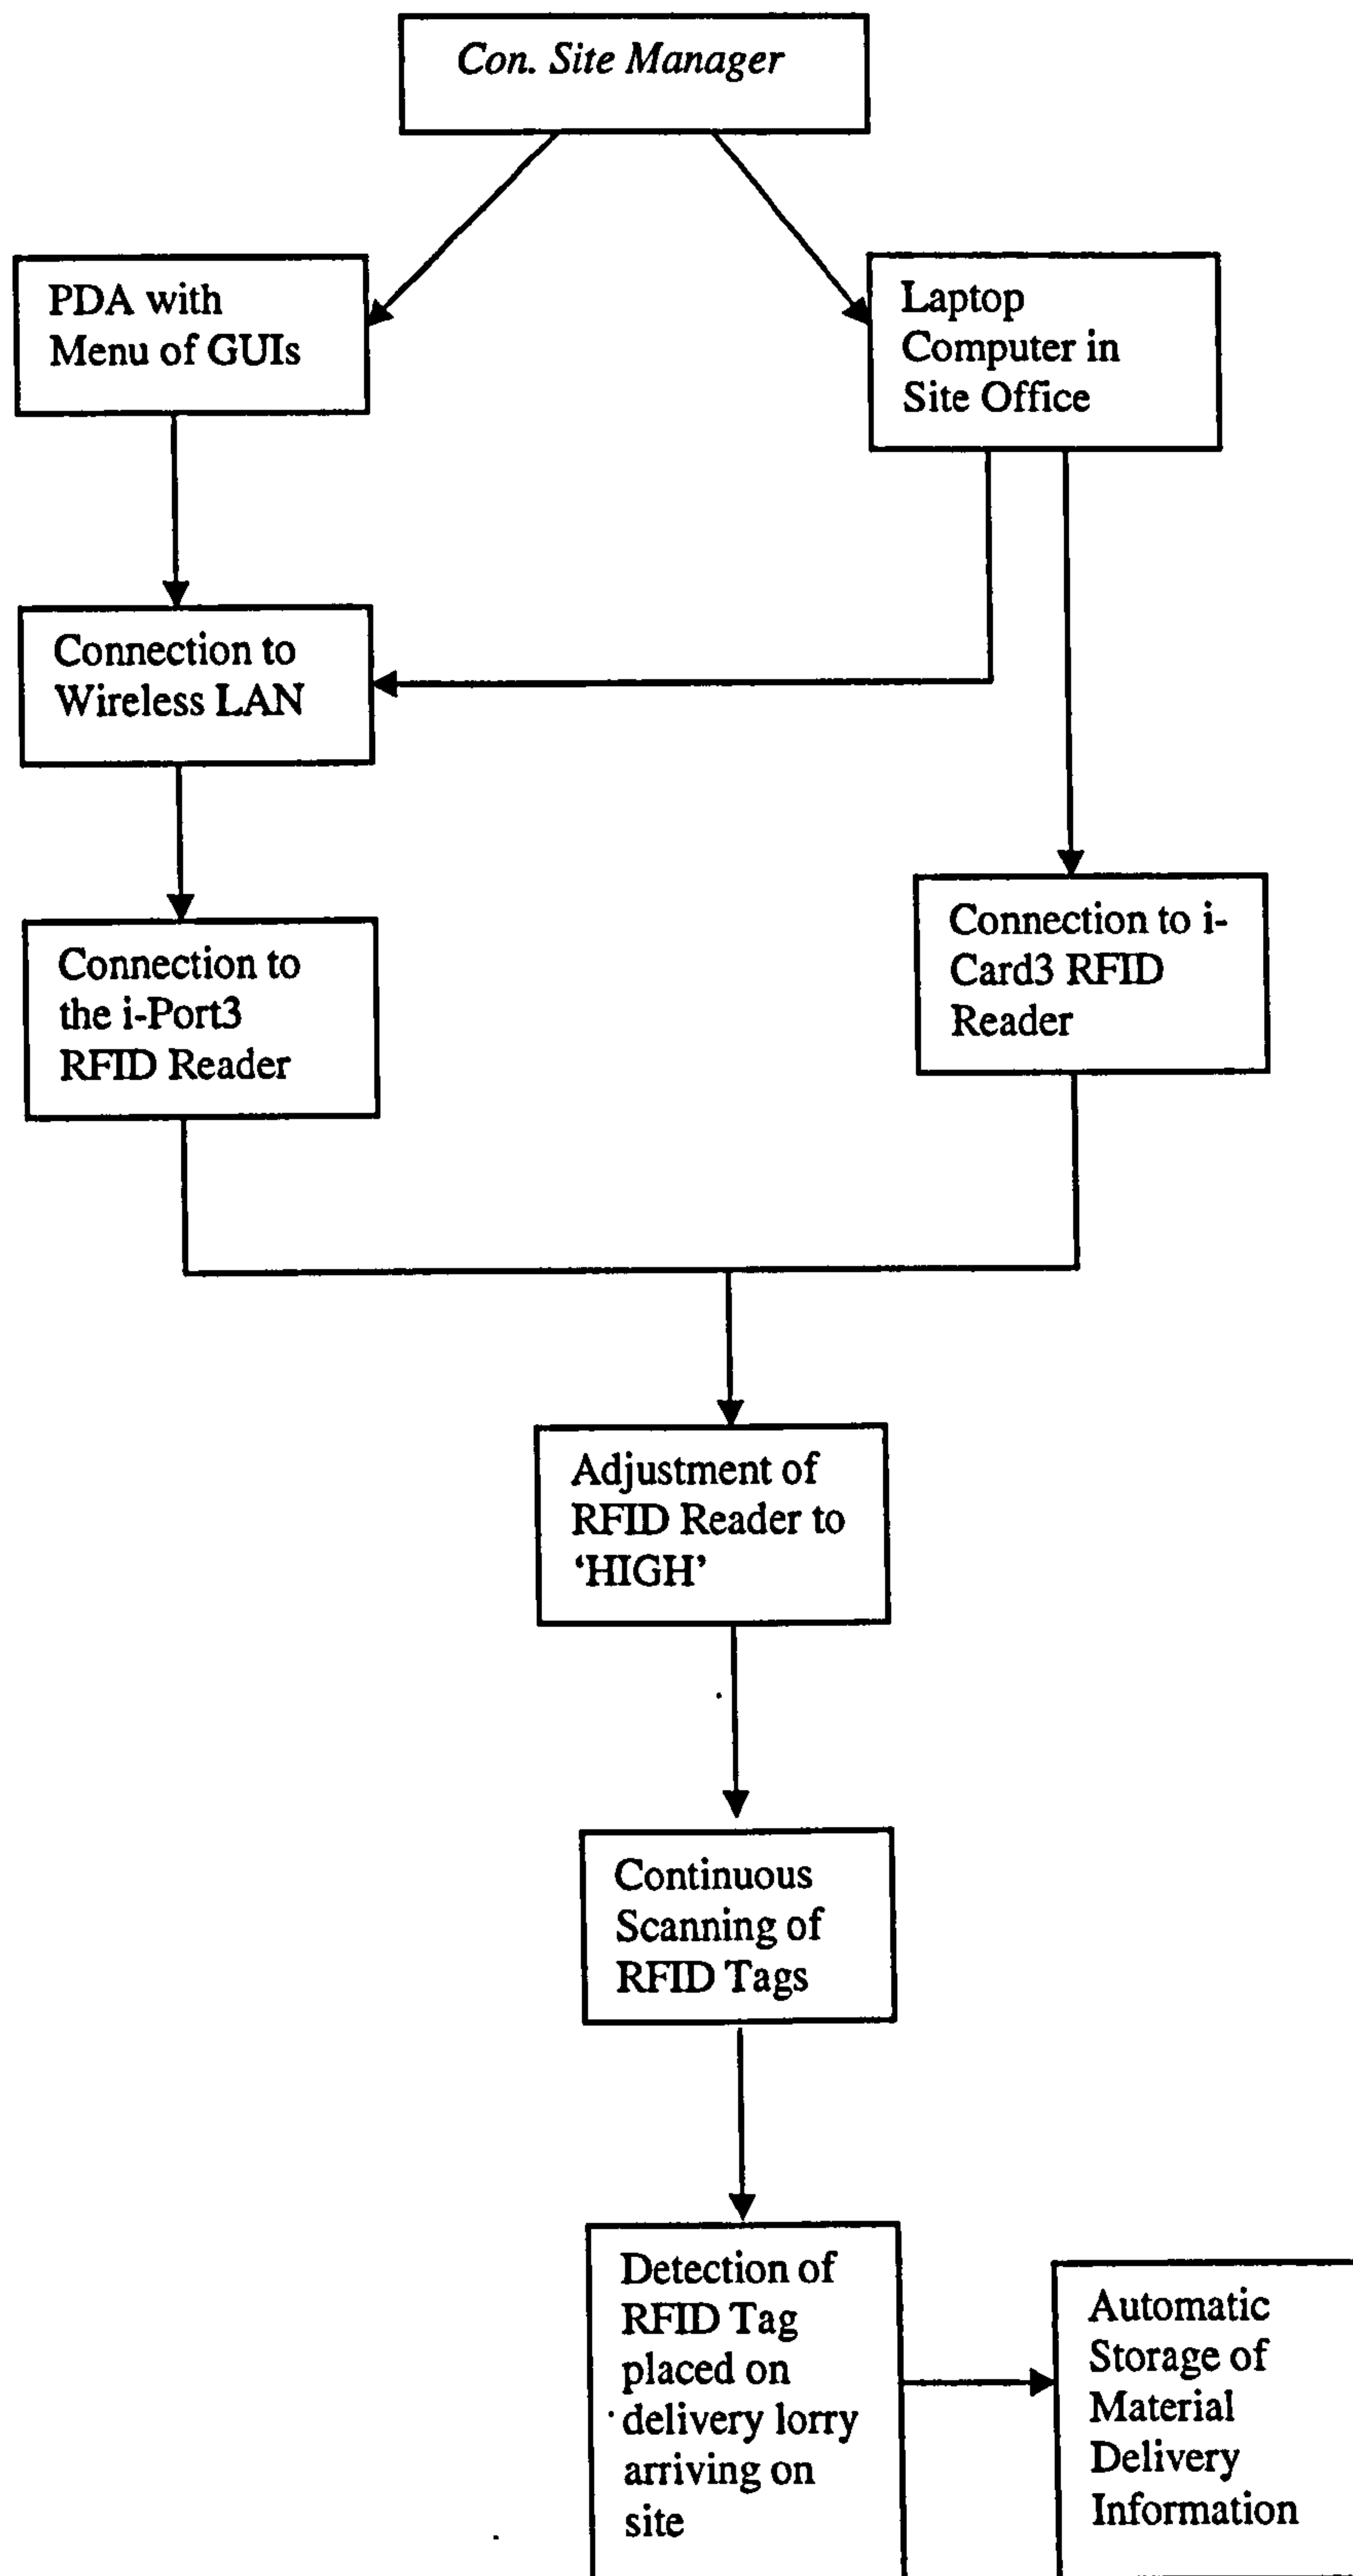 Con. Site Manager
PDA with
Menu of GUIs
Laptop
Computer in
Site Office
Connection to
Wireless LAN
Connection to
the i-Port3
RFID Reader
Connection to i-
Card3 RFID
Reader
Adjustment of
RFID Reader to
‘HIGH’
Continuous
Scanning of
RFID Tags
Detection of
RFID Tag
placed on
delivery lorry
arriving on
site
Automatic
Storage of
Material
Delivery
Information